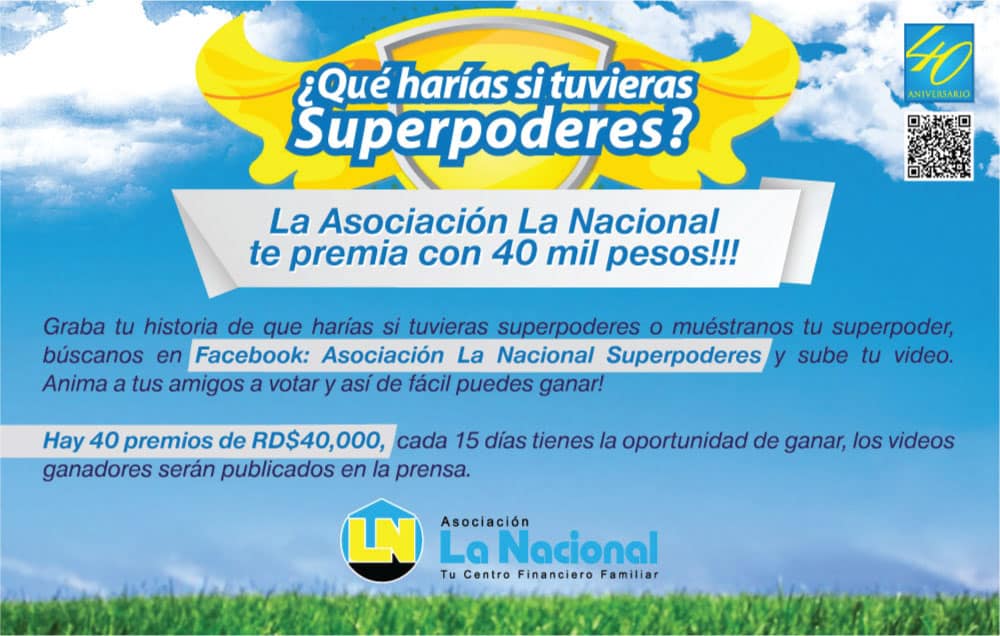 ¿Qué harías si tuvieras
Superpoderes?
40
ANIVERSARIO
La Asociación La Nacional
te premia con 40 mil pesos!!!
Graba tu historia de que harías si tuvieras superpoderes o muéstranos tu superpoder,
búscanos en Facebook: Asociación La Nacional Superpoderes y sube tu video.
Anima a tus amigos a votar y así de fácil puedes ganar!
Hay 40 premios de RD$40,000, cada 15 días tienes la oportunidad de ganar, los videos
ganadores serán publicados en la prensa.
LN
Asociación
La Nacional
Tu Centro Financiero Familiar